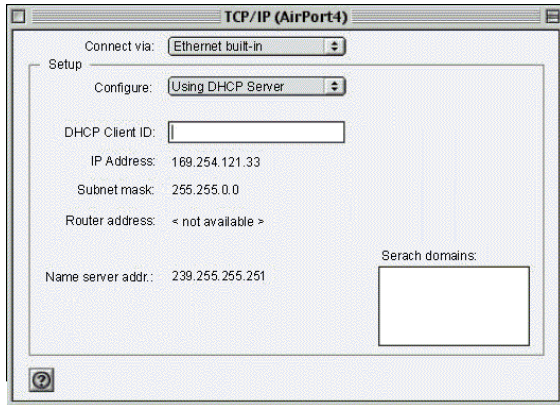 TCP/IP (AirPort4)
Connect via: Ethernet built-in
Setup
Configure: Using DHCP Server
DHCP Client ID:
IP Address: 169.254.121.33
Subnet mask: 255.255.0.0
Router address: < not available >
Serach domains:
Name server addr.: 239.255.255.251
?